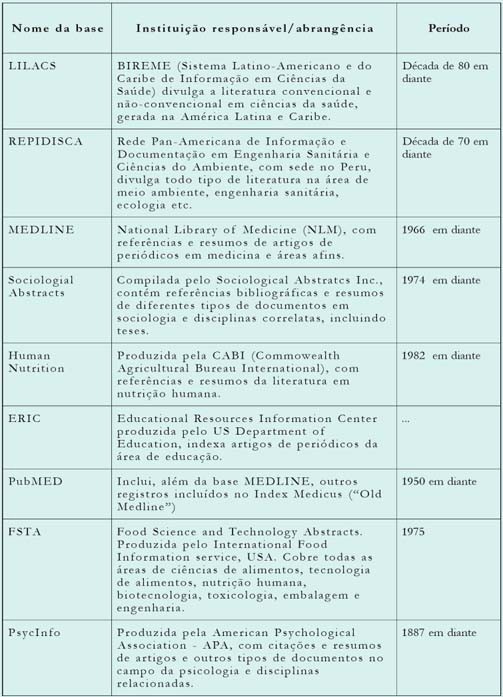 Nome da base Instituição responsável/abrangência Período
LILACS BIREME (Sistema Latino-Americano e do Década de 80 em
Caribe de Informação em Ciências da diante
Saúde) divulga a literatura convencional e
não-convencional em ciências da saúde,
gerada na América Latina e Caribe.
REPIDISCA Rede Pan-Americana de Informação e Década de 70 em
Documentação em Engenharia Sanitária e diante
Ciências do Ambiente, com sede no Peru,
divulga todo tipo de literatura na área de
meio ambiente, engenharia sanitária,
ecologia etc.
MEDLINE National Library of Medicine (NLM), com 1966 em diante
referências e resumos de artigos de
periódicos em medicina e áreas afins.
Sociologial Compilada pelo Sociological Abstratcs Inc., 1974 em diante
Abstracts contém referências bibliográficas e resumos
de diferentes tipos de documentos em
sociologia e disciplinas correlatas, incluindo
teses.
Human Produzida pela CABI (Commowealth 1982 em diante
Nutrition Agricultural Bureau International), com
referências e resumos da literatura em
nutrição humana.
ERIC Educational Resources Information Center ...
produzida pelo US Department of
Education, indexa artigos de periódicos da
área de educação.
PubMED Inclui, além da base MEDLINE, outros 1950 em diante
registros incluídos no Index Medicus (“Old
Medline”)
FSTA Food Science and Technology Abstracts. 1975
Produzida pelo International Food
Information service, USA. Cobre todas as
áreas de ciências de alimentos, tecnologia
de alimentos, nutrição humana,
biotecnologia, toxicologia, embalagem e
engenharia.
PsycInfo Produzida pela American Psychological 1887 em diante
Association - APA, com citações e resumos
de artigos e outros tipos de documentos no
campo da psicologia e disciplinas
relacionadas.